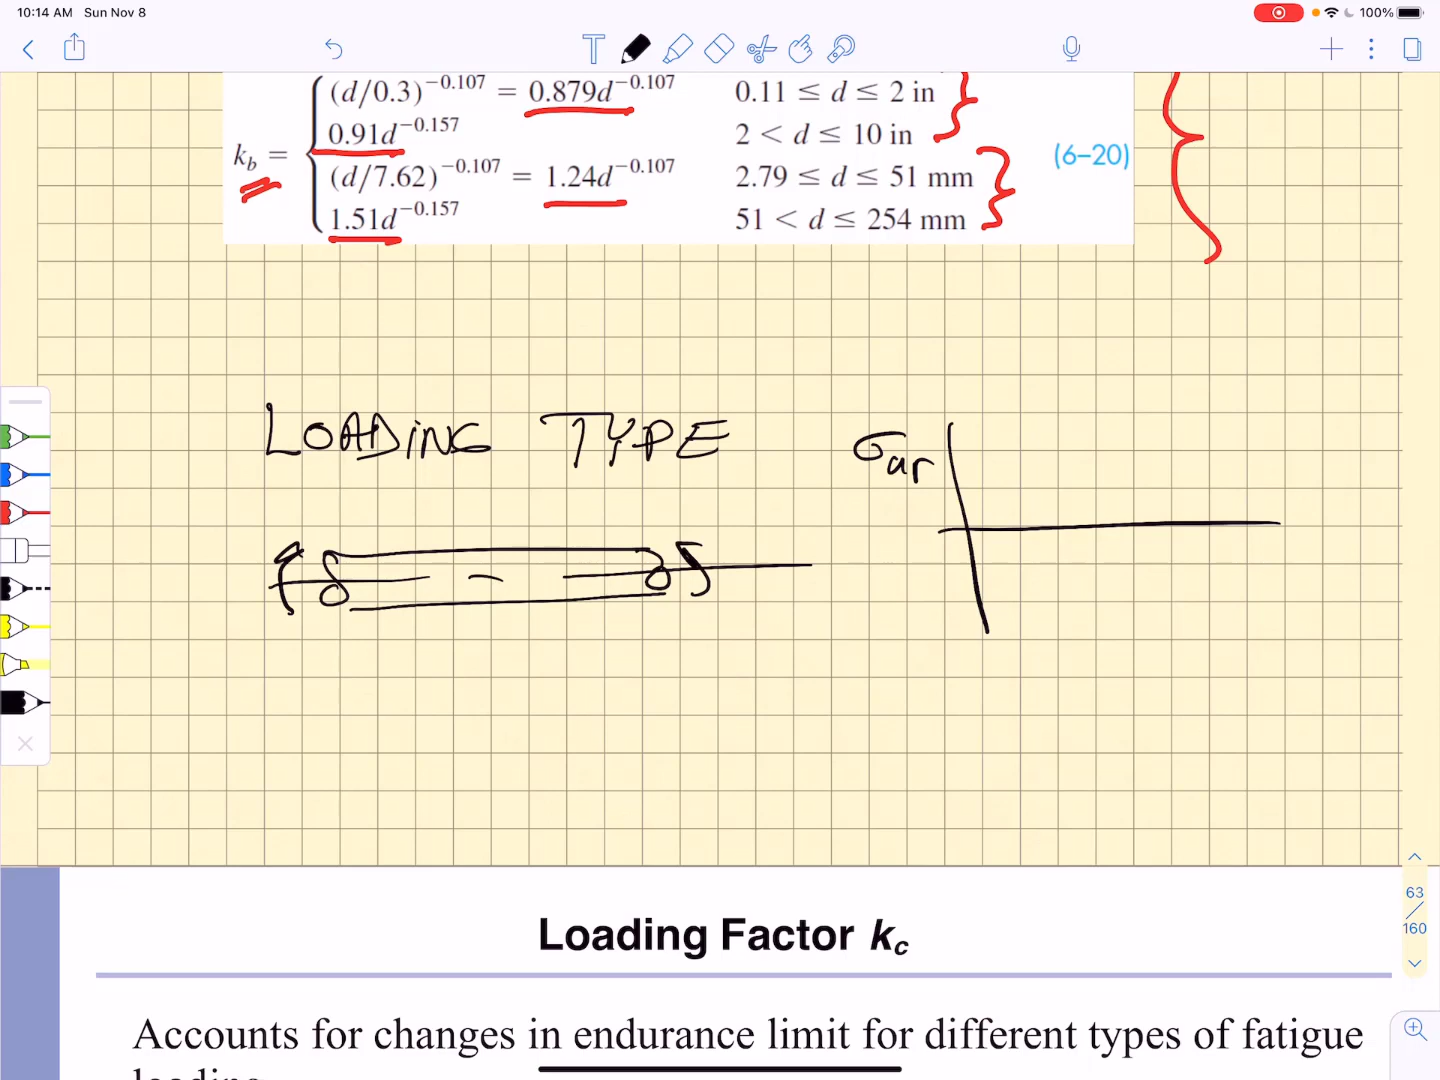 10:14 AM Sun Nov 8
100%
(d/0.3)^−0.107 = 0.879d^−0.107 0.11 ≤ d ≤ 2 in
0.91d^−0.157 2 < d ≤ 10 in
k_b = (6–20)
(d/7.62)^−0.107 = 1.24d^−0.107 2.79 ≤ d ≤ 51 mm
1.51d^−0.157 51 < d ≤ 254 mm
LOADING TYPE
σ_ar
63
/
160
Loading Factor k_c
Accounts for changes in endurance limit for different types of fatigue